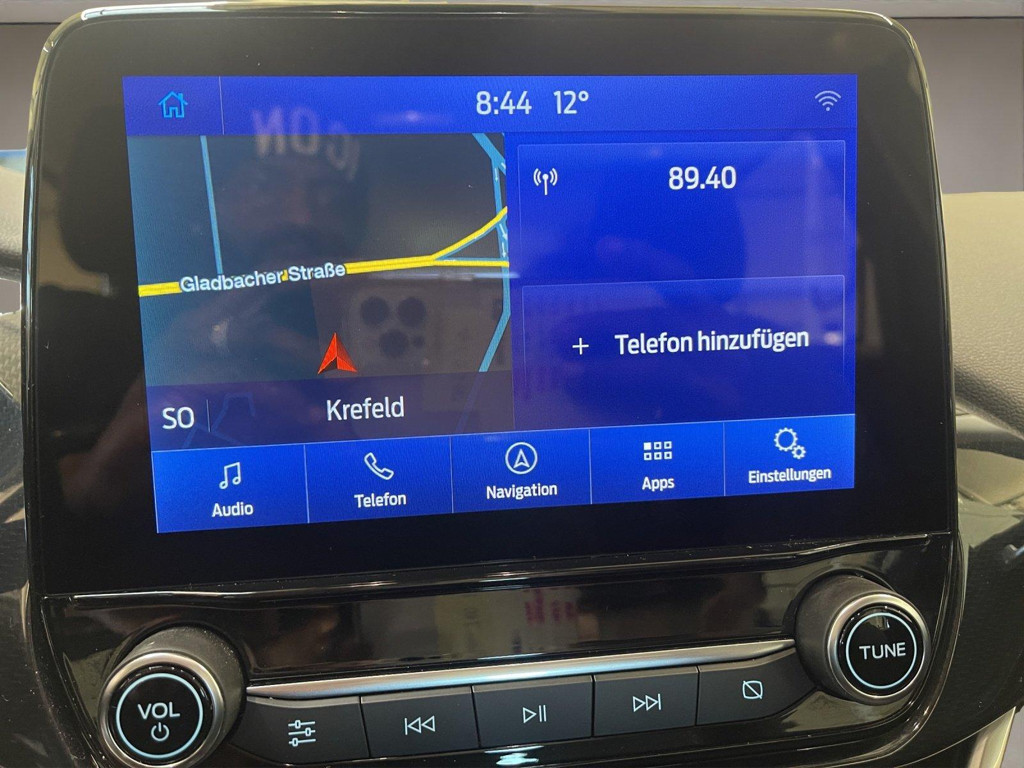 8:44 12°
89.40
Gladbacher Straße
+ Telefon hinzufügen
SO
Krefeld
Audio
Telefon
Navigation
Apps
Einstellungen
TUNE
VOL